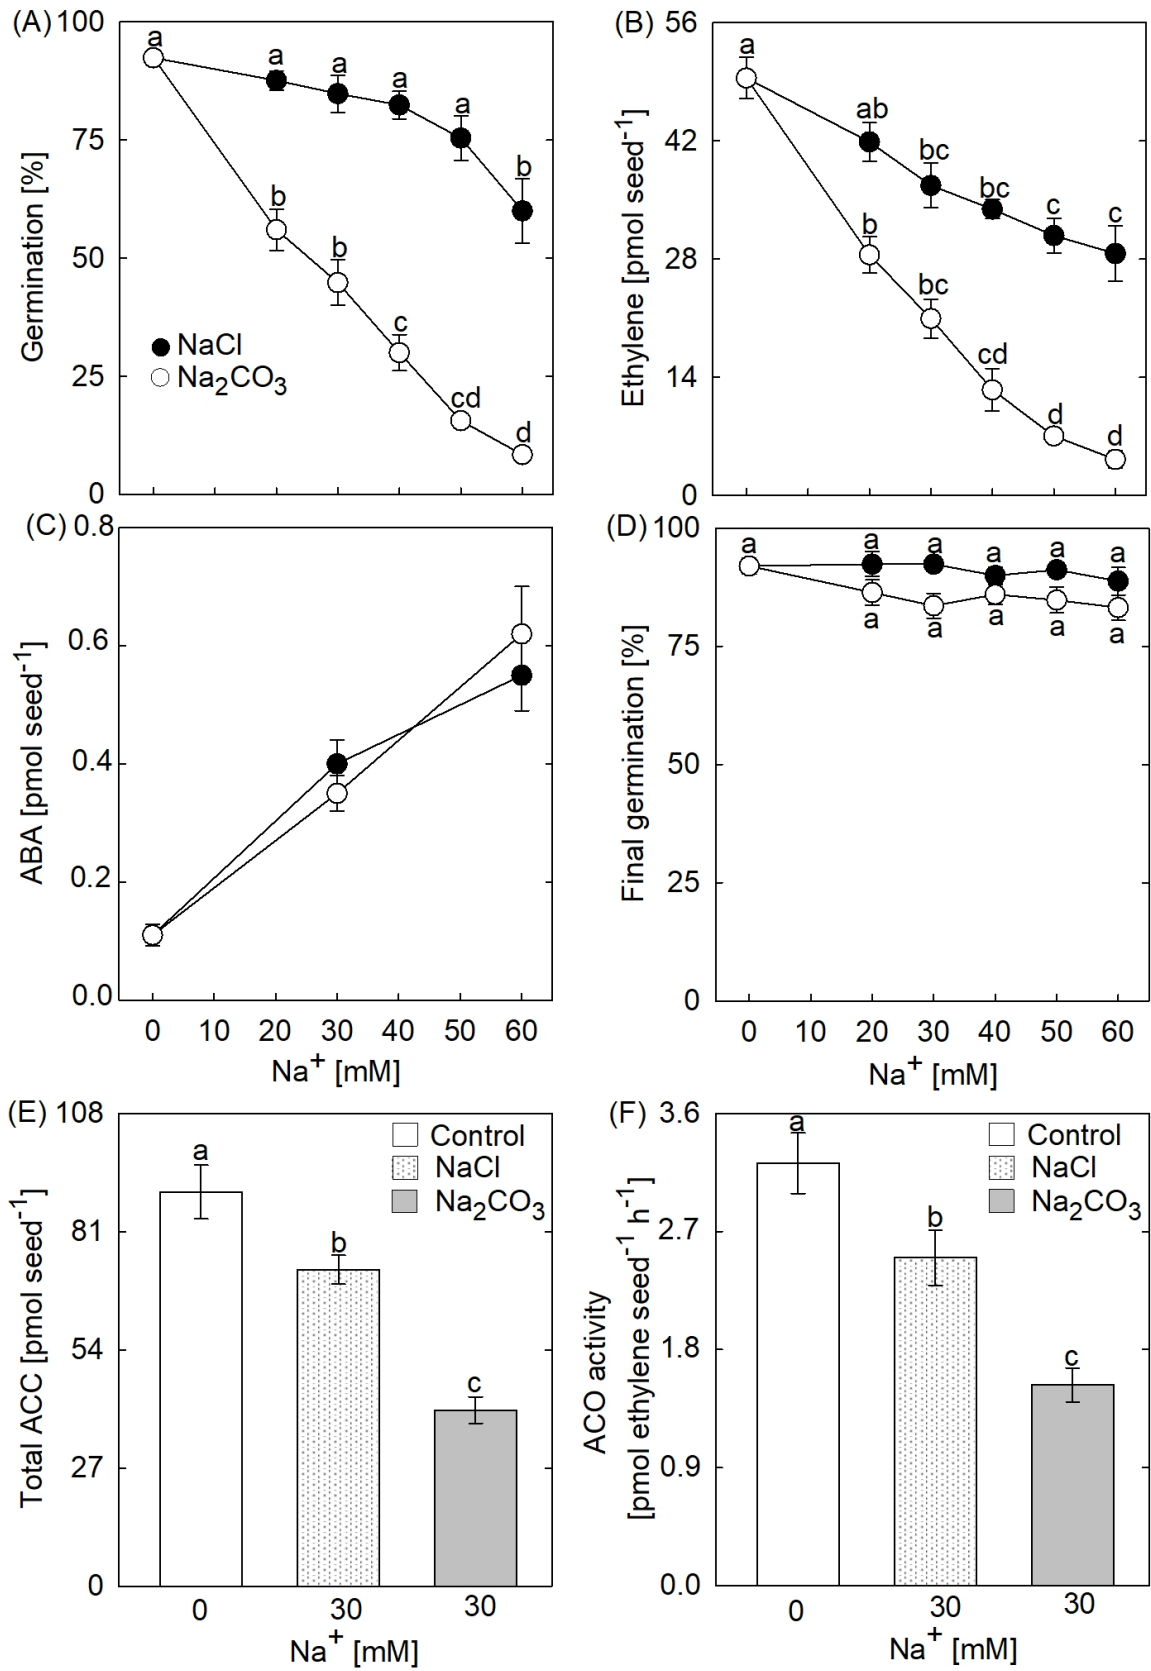 (A) 100
75
50
25
0
Germination [%]
a
a
a
a
a
b
b
b
c
cd
d
NaCl
Na₂CO₃
(B) 56
42
28
14
0
Ethylene [pmol seed⁻¹]
a
ab
bc
bc
c
c
b
bc
cd
d
d
(C) 0.8
0.6
0.4
0.2
0.0
ABA [pmol seed⁻¹]
0 10 20 30 40 50 60
Na⁺ [mM]
(D) 100
75
50
25
0
Final germination [%]
a a a a a a
a a a a a
0 10 20 30 40 50 60
Na⁺ [mM]
(E) 108
81
54
27
0
Total ACC [pmol seed⁻¹]
Control
NaCl
Na₂CO₃
a
b
c
0 30 30
Na⁺ [mM]
(F) 3.6
2.7
1.8
0.9
0.0
ACO activity
[pmol ethylene seed⁻¹ h⁻¹]
Control
NaCl
Na₂CO₃
a
b
c
0 30 30
Na⁺ [mM]